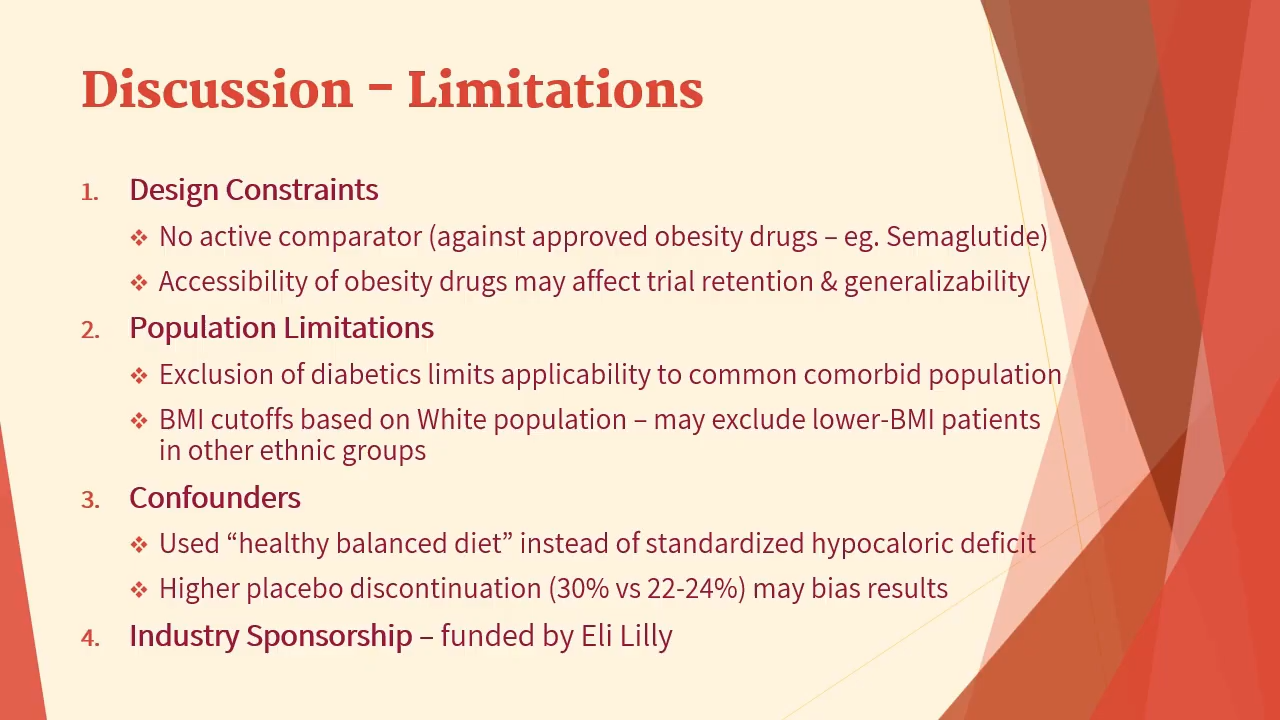 Discussion – Limitations
1. Design Constraints
❖ No active comparator (against approved obesity drugs – eg. Semaglutide)
❖ Accessibility of obesity drugs may affect trial retention & generalizability
2. Population Limitations
❖ Exclusion of diabetics limits applicability to common comorbid population
❖ BMI cutoffs based on White population – may exclude lower-BMI patients
in other ethnic groups
3. Confounders
❖ Used “healthy balanced diet” instead of standardized hypocaloric deficit
❖ Higher placebo discontinuation (30% vs 22-24%) may bias results
4. Industry Sponsorship – funded by Eli Lilly